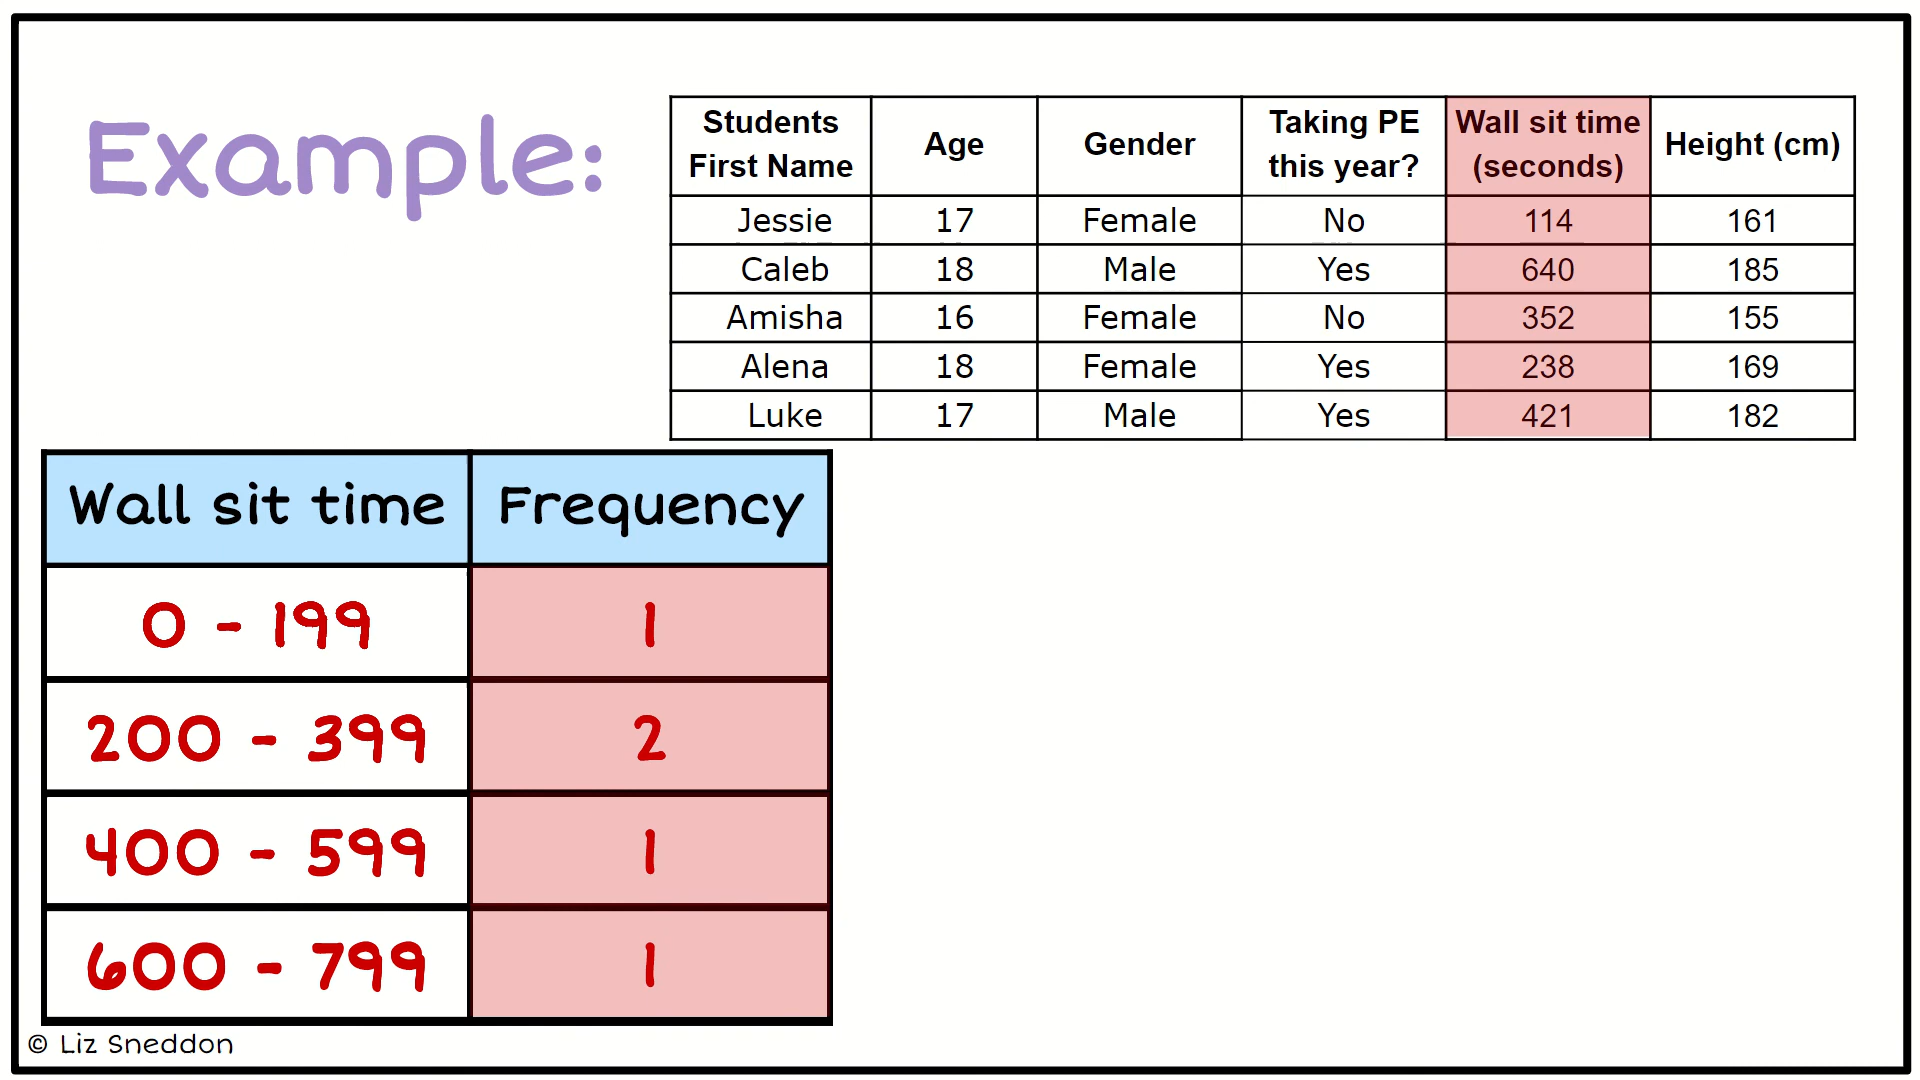 Example:
Students First Name Age Gender Taking PE this year? Wall sit time (seconds) Height (cm)
Jessie 17 Female No 114 161
Caleb 18 Male Yes 640 185
Amisha 16 Female No 352 155
Alena 18 Female Yes 238 169
Luke 17 Male Yes 421 182
Wall sit time Frequency
0 - 199 1
200 - 399 2
400 - 599 1
600 - 799 1
© Liz Sneddon